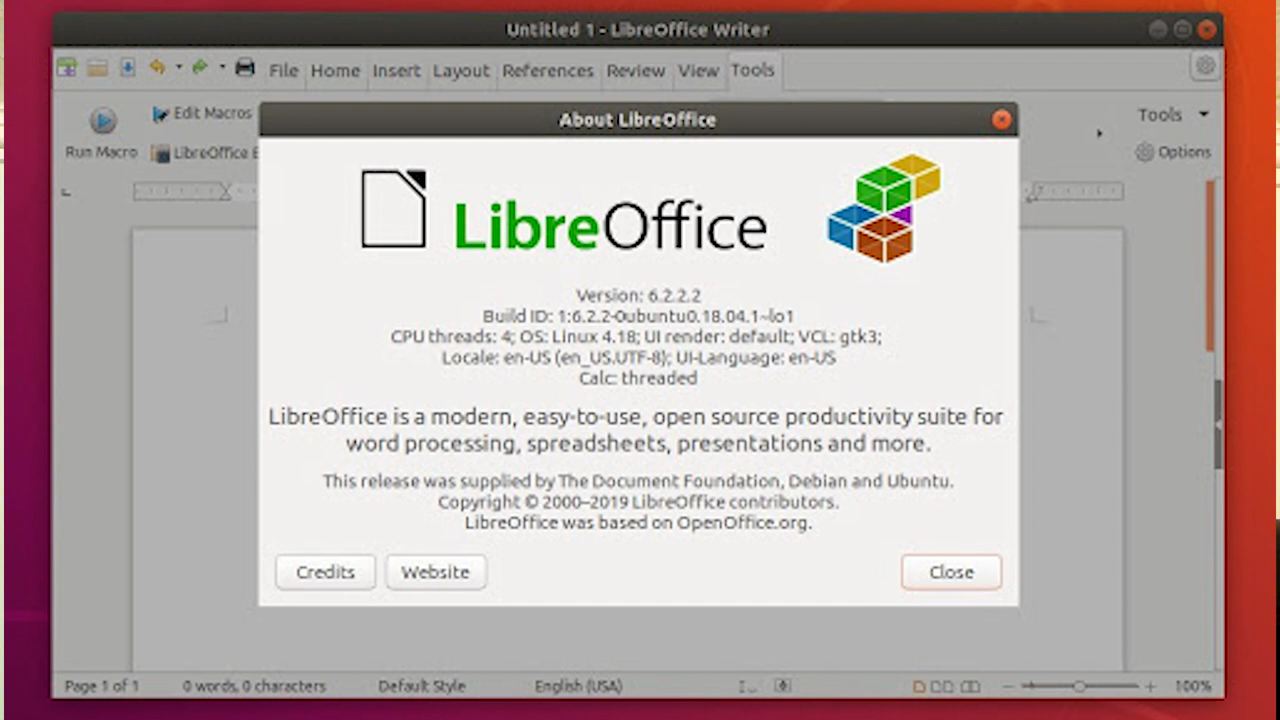 Untitled 1 - LibreOffice Writer
File Home Insert Layout References Review View Tools
Edit Macros
Tools
Run Macro
LibreOffice
Options
About LibreOffice
LibreOffice
Version: 6.2.2.2
Build ID: 1:6.2.2-0ubuntu0.18.04.1~lo1
CPU threads: 4; OS: Linux 4.18; UI render: default; VCL: gtk3;
Locale: en-US (en_US.UTF-8); UI-Language: en-US
Calc: threaded
LibreOffice is a modern, easy-to-use, open source productivity suite for
word processing, spreadsheets, presentations and more.
This release was supplied by The Document Foundation, Debian and Ubuntu.
Copyright © 2000–2019 LibreOffice contributors.
LibreOffice was based on OpenOffice.org.
Credits Website Close
Page 1 of 1 0 words, 0 characters Default Style English (USA) 100%